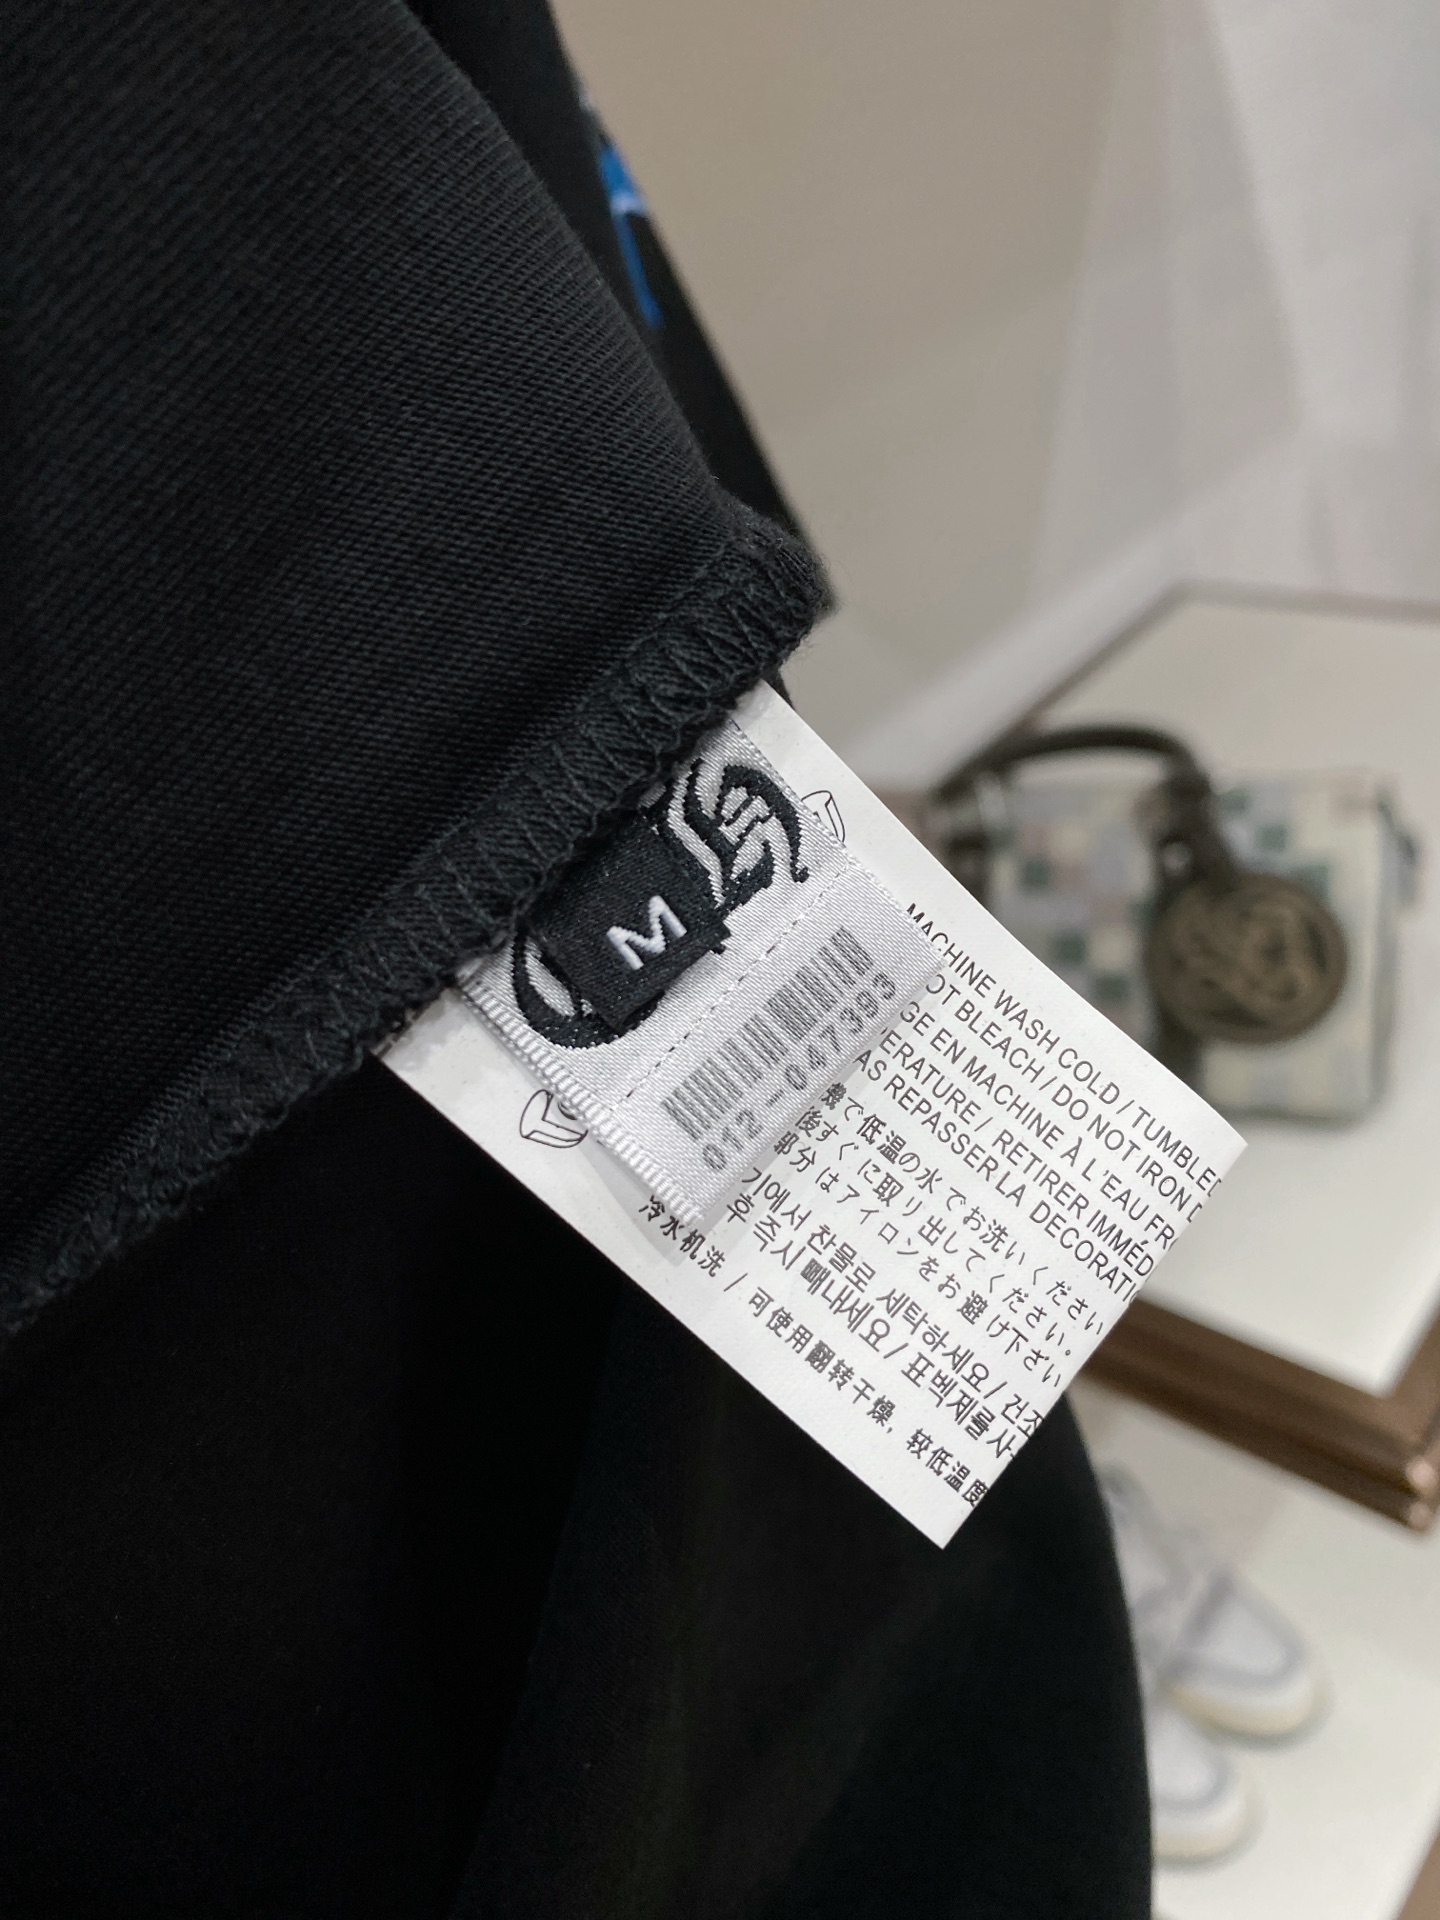 M
012-047393
MACHINE WASH COLD / TUMBLE
OT BLEACH / DO NOT IRON
GE EN MACHINE À L'EAU FR
ERATURE / RETIRER IMMÉD
AS REPASSER LA DECORATI
機で低温の水でお洗いください
後すぐに取り出してください。
部分はアイロンをお避け下ざい
기에서 찬물로 세탁하세요 / 건조
후 즉시 빼내세요 / 표벡제를 사
冷水机洗 / 可使用翻转干燥, 较低温度